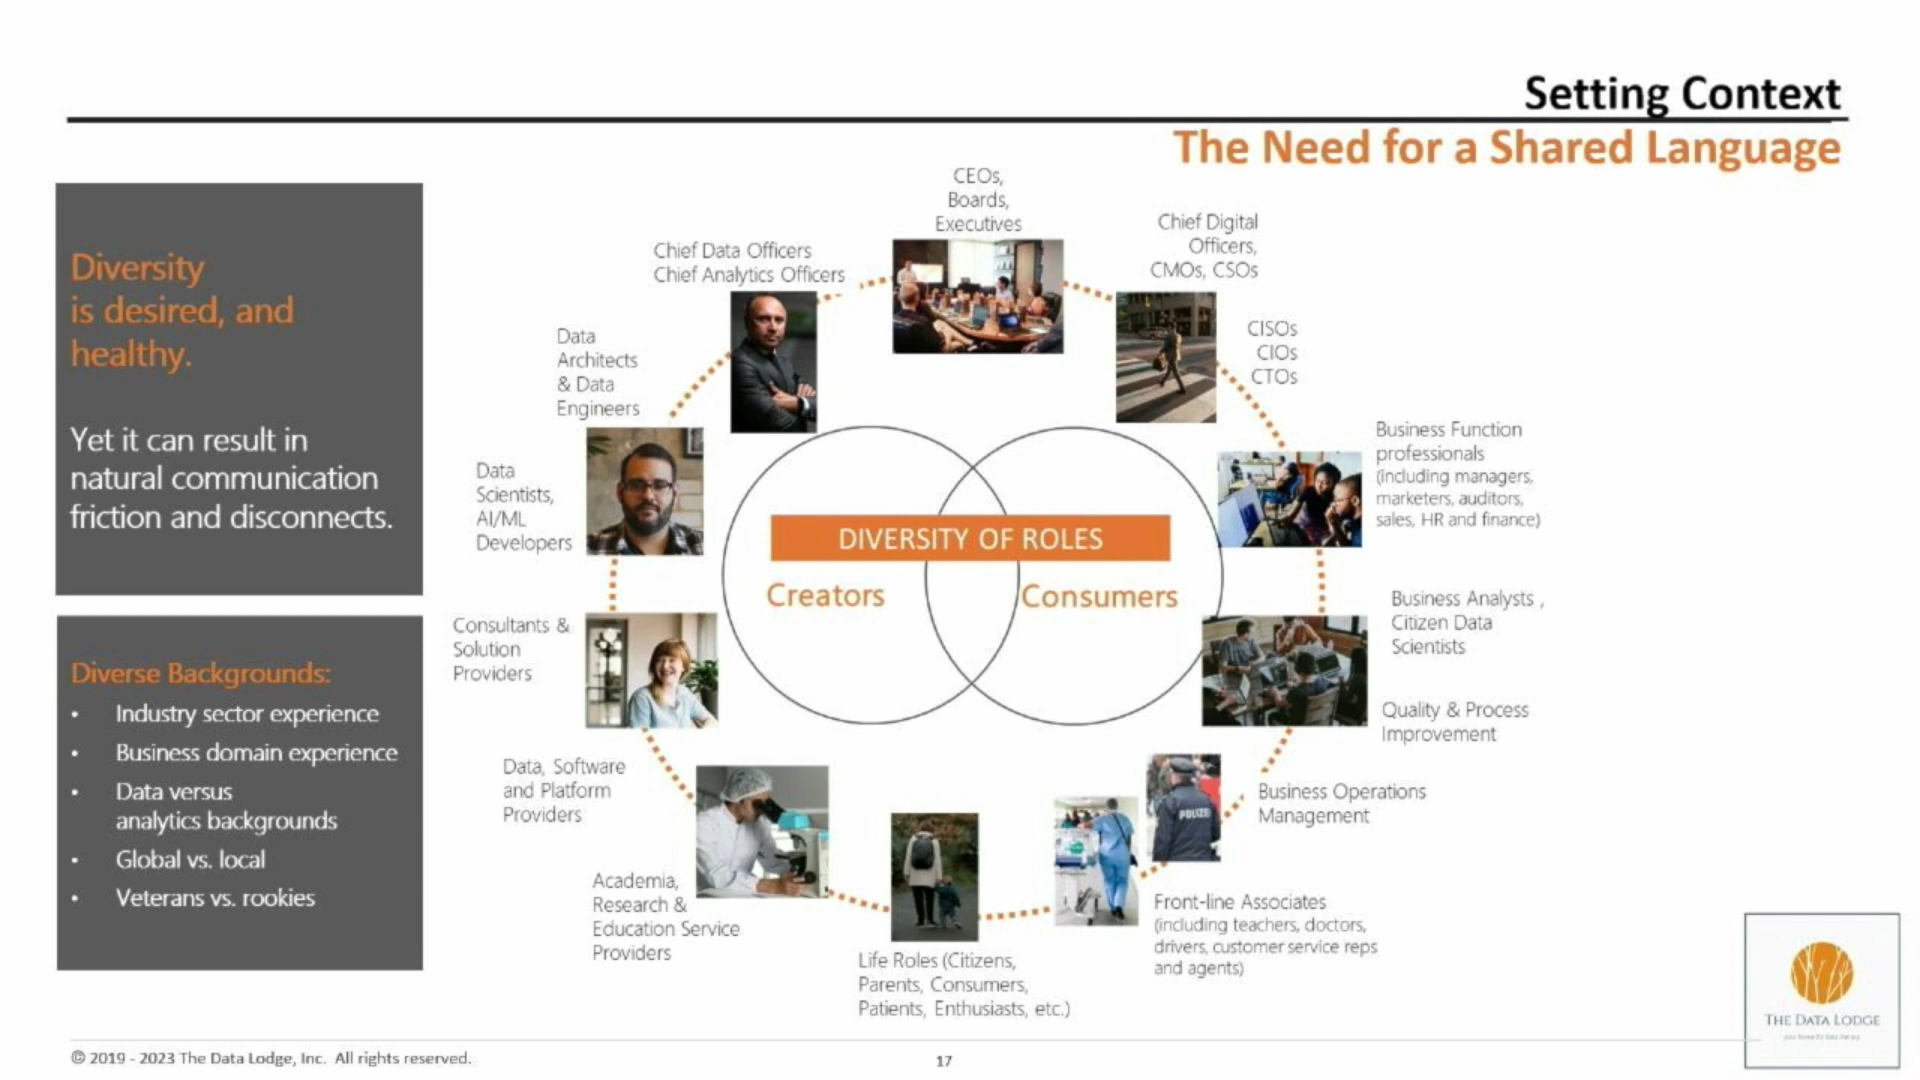 Setting Context
The Need for a Shared Language
Diversity
is desired, and
healthy.
Yet it can result in
natural communication
friction and disconnects.
Diverse Backgrounds:
• Industry sector experience
• Business domain experience
• Data versus
analytics backgrounds
• Global vs. local
• Veterans vs. rookies
CEOs,
Boards,
Executives
Chief Digital
Officers,
CMOs, CSOs
CISOs
CIOs
CTOs
Business Function
professionals
(including managers,
marketers, auditors,
sales, HR and finance)
Business Analysts ,
Citizen Data
Scientists
Quality & Process
Improvement
Business Operations
Management
POLIZEI
Front-line Associates
(including teachers, doctors,
drivers, customer service reps
and agents)
Life Roles (Citizens,
Parents, Consumers,
Patients, Enthusiasts, etc.)
Academia,
Research &
Education Service
Providers
Data, Software
and Platform
Providers
Consultants &
Solution
Providers
Data
Scientists,
AI/ML
Developers
Data
Architects
& Data
Engineers
Chief Data Officers
Chief Analytics Officers
DIVERSITY OF ROLES
Creators
Consumers
THE DATA LODGE
© 2019 - 2023 The Data Lodge, Inc. All rights reserved.
17